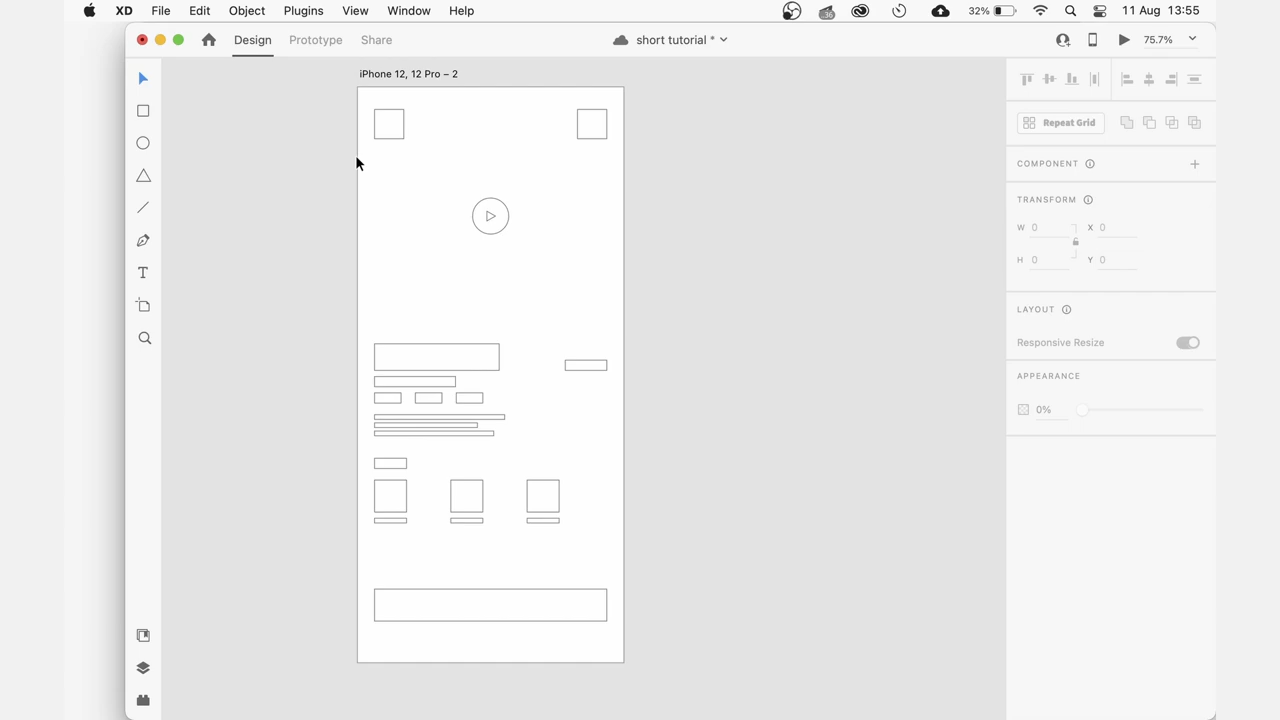 XD File Edit Object Plugins View Window Help 36 32% 11 Aug 13:55
Design Prototype Share short tutorial * 75.7%
iPhone 12, 12 Pro – 2
Repeat Grid
COMPONENT
TRANSFORM
W 0 X 0
H 0 Y 0
LAYOUT
Responsive Resize
APPEARANCE
0%
T